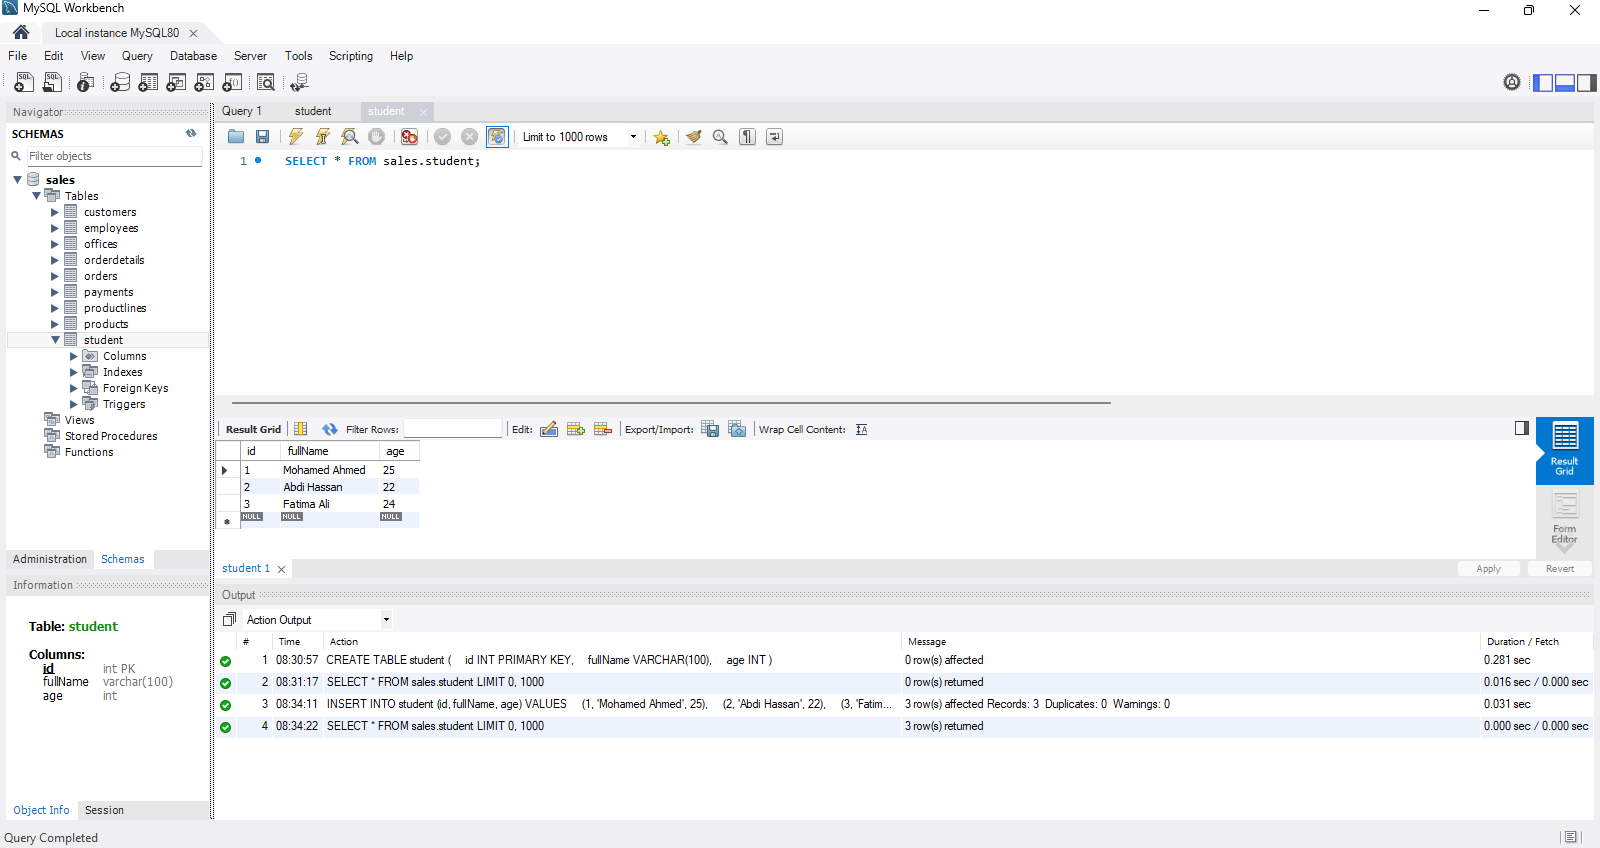 MySQL Workbench
Local instance MySQL80
File Edit View Query Database Server Tools Scripting Help
Navigator
SCHEMAS
Filter objects
sales
Tables
customers
employees
offices
orderdetails
orders
payments
productlines
products
student
Columns
Indexes
Foreign Keys
Triggers
Views
Stored Procedures
Functions
Administration Schemas
Information
Table: student
Columns:
id int PK
fullName varchar(100)
age int
Object Info Session
Query Completed
Query 1 student student
Limit to 1000 rows
1 SELECT * FROM sales.student;
Result Grid Filter Rows: Edit: Export/Import: Wrap Cell Content:
id fullName age
1 Mohamed Ahmed 25
2 Abdi Hassan 22
3 Fatima Ali 24
NULL NULL NULL
Result
Grid
Form
Editor
student 1
Apply Revert
Output
Action Output
# Time Action Message Duration / Fetch
1 08:30:57 CREATE TABLE student ( id INT PRIMARY KEY, fullName VARCHAR(100), age INT ) 0 row(s) affected 0.281 sec
2 08:31:17 SELECT * FROM sales.student LIMIT 0, 1000 0 row(s) returned 0.016 sec / 0.000 sec
3 08:34:11 INSERT INTO student (id, fullName, age) VALUES (1, 'Mohamed Ahmed', 25), (2, 'Abdi Hassan', 22), (3, 'Fatim... 3 row(s) affected Records: 3 Duplicates: 0 Warnings: 0 0.031 sec
4 08:34:22 SELECT * FROM sales.student LIMIT 0, 1000 3 row(s) returned 0.000 sec / 0.000 sec